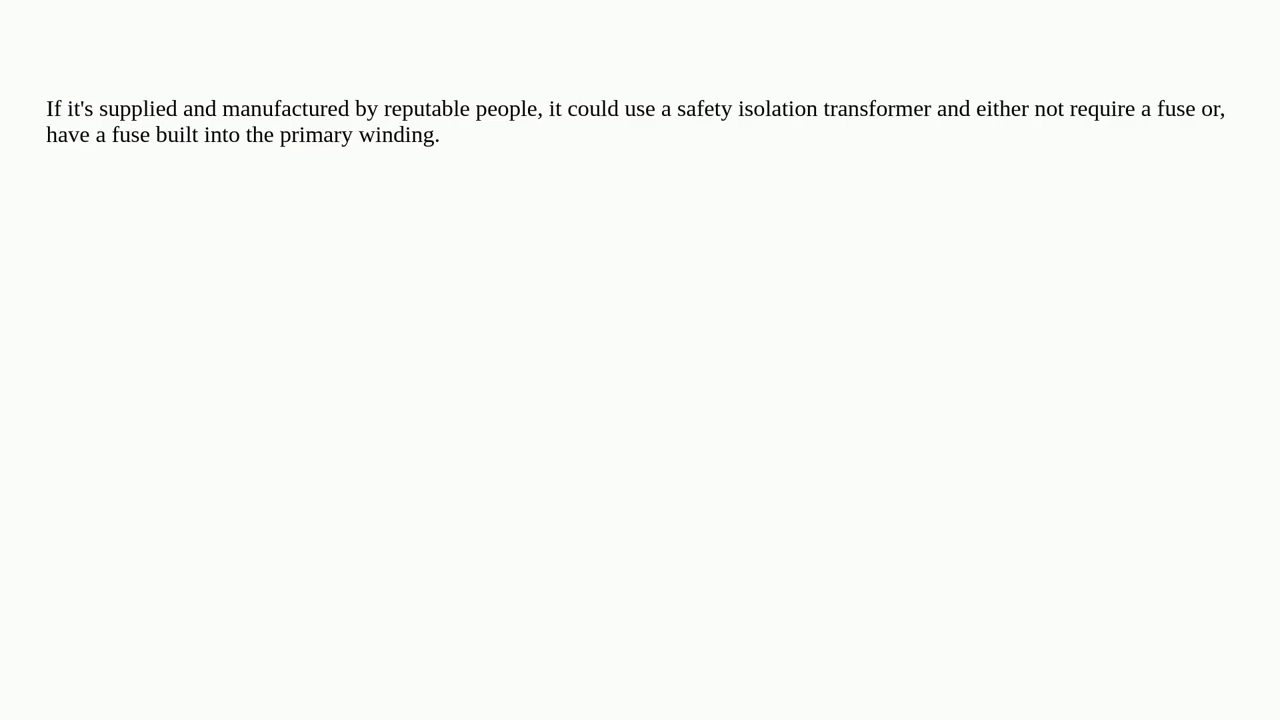 If it's supplied and manufactured by reputable people, it could use a safety isolation transformer and either not require a fuse or,
have a fuse built into the primary winding.